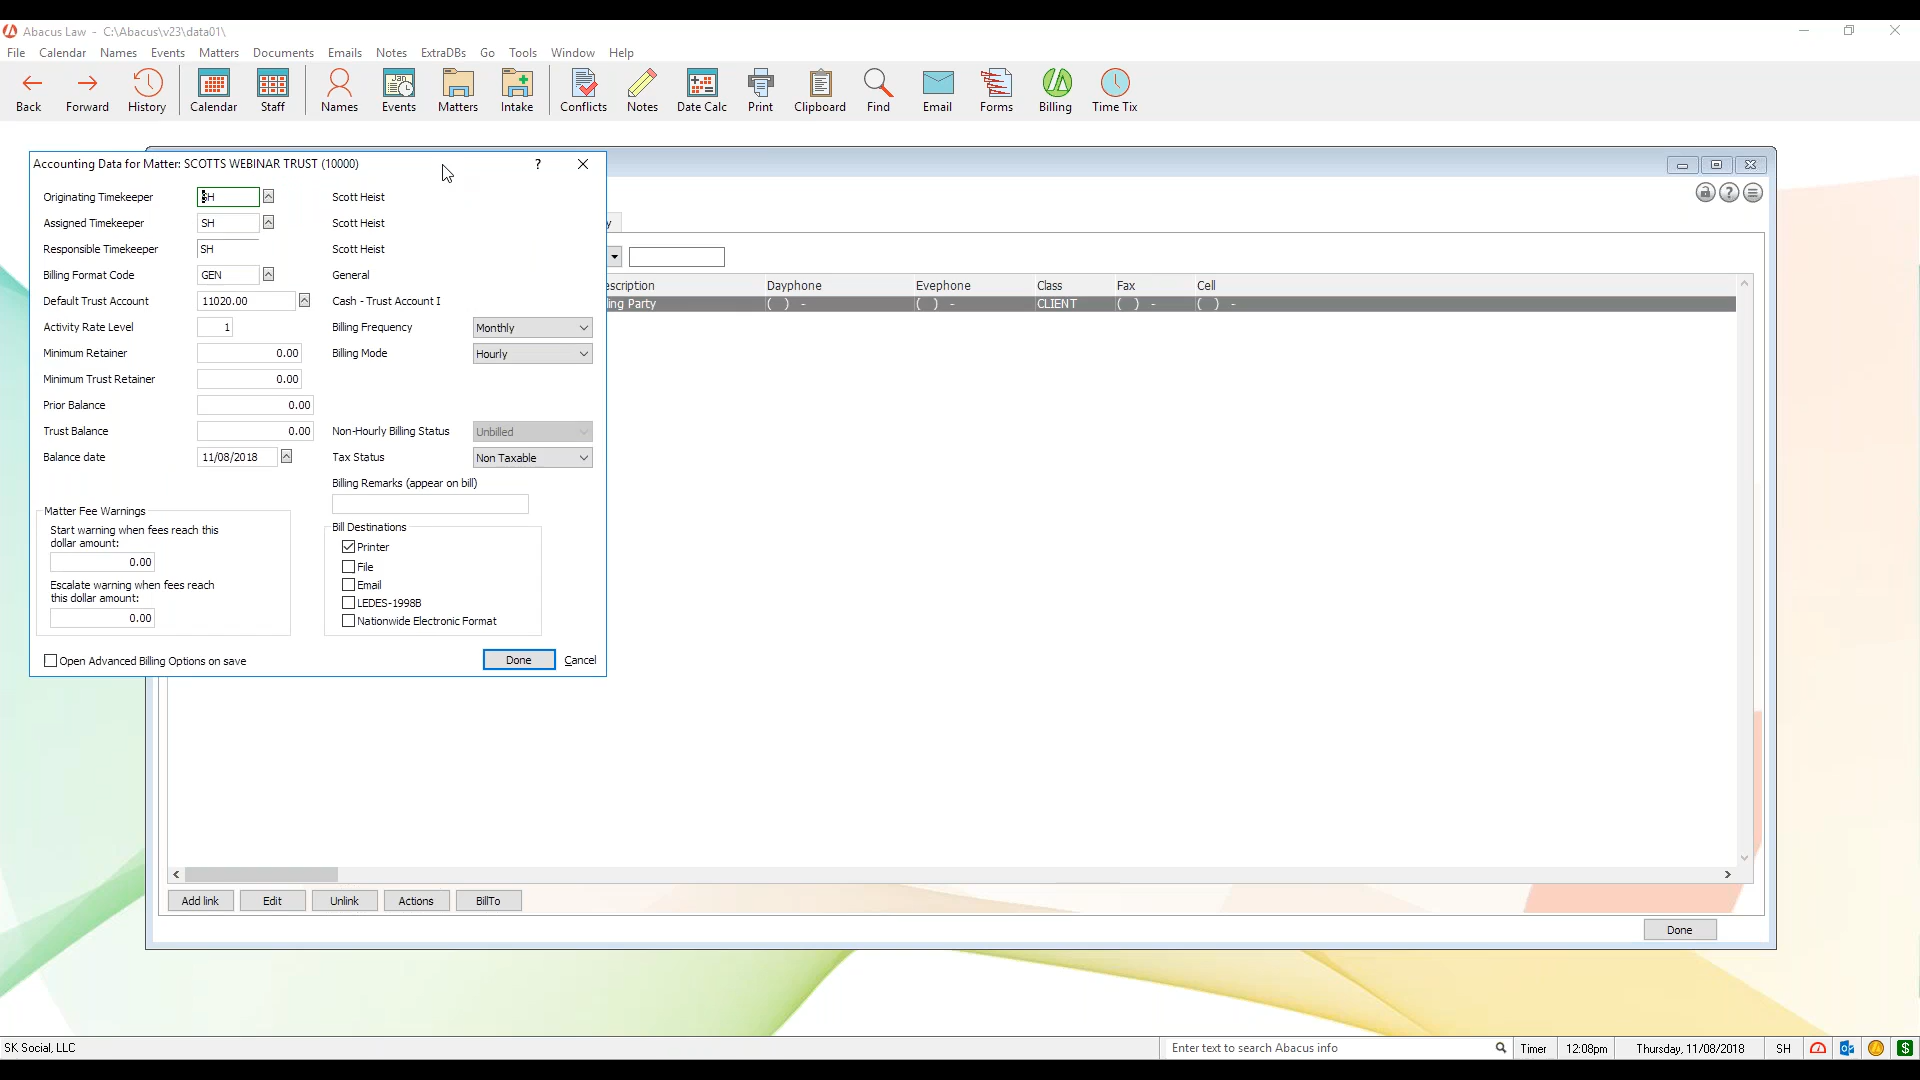 Abacus Law - C:\Abacus\v23\data01\
File Calendar Names Events Matters Documents Emails Notes ExtraDBs Go Tools Window Help
Back Forward History Calendar Staff Names Events Matters Intake Conflicts Notes Date Calc Print Clipboard Find Email Forms Billing Time Tix
Accounting Data for Matter: SCOTTS WEBINAR TRUST (10000) ?
Originating Timekeeper SH Scott Heist
Assigned Timekeeper SH Scott Heist
Responsible Timekeeper SH Scott Heist
Billing Format Code GEN General
Default Trust Account 11020.00 Cash - Trust Account I
Activity Rate Level 1 Billing Frequency Monthly
Minimum Retainer 0.00 Billing Mode Hourly
Minimum Trust Retainer 0.00
Prior Balance 0.00
Trust Balance 0.00 Non-Hourly Billing Status Unbilled
Balance date 11/08/2018 Tax Status Non Taxable
Billing Remarks (appear on bill)
Matter Fee Warnings
Start warning when fees reach this
dollar amount:
0.00
Escalate warning when fees reach
this dollar amount:
0.00
Bill Destinations
Printer
File
Email
LEDES-1998B
Nationwide Electronic Format
Open Advanced Billing Options on save Done Cancel
y
escription Dayphone Evephone Class Fax Cell
ling Party ( ) - ( ) - CLIENT ( ) - ( ) -
Add link Edit Unlink Actions BillTo
Done
SK Social, LLC Enter text to search Abacus info Timer 12:08pm Thursday, 11/08/2018 SH